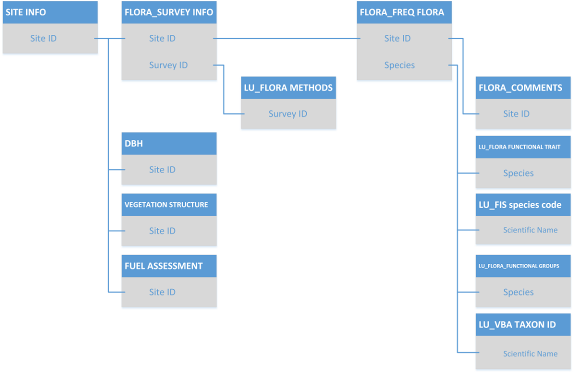 SITE INFO
Site ID
FLORA_SURVEY INFO
Site ID
Survey ID
FLORA_FREQ FLORA
Site ID
Species
LU_FLORA METHODS
Survey ID
FLORA_COMMENTS
Site ID
DBH
Site ID
LU_FLORA FUNCTIONAL TRAIT
Species
VEGETATION STRUCTURE
Site ID
LU_FIS species code
Scientific Name
FUEL ASSESSMENT
Site ID
LU_FLORA_FUNCTIONAL GROUPS
Species
LU_VBA TAXON ID
Scientific Name